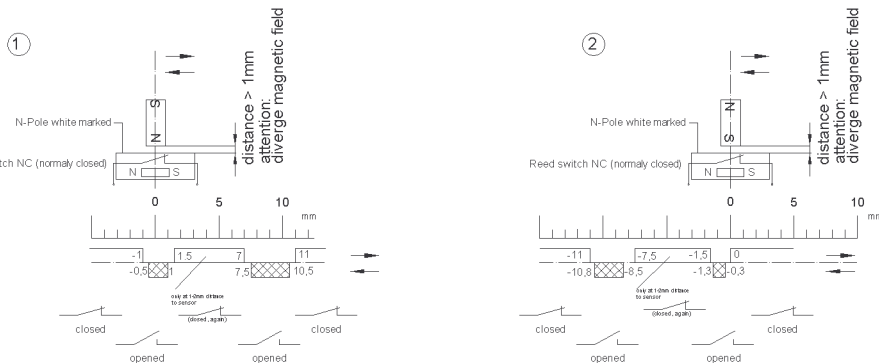 1
S
N
N-Pole white marked
tch NC (normaly closed)
N S
distance > 1mm
attention:
diverge magnetic field
0 5 10
mm
-1 1.5 7 11
-0,5 1 7,5 10,5
only at 1-2mm distance
to sensor
(closed, again)
closed closed
opened opened
2
N
S
N-Pole white marked
Reed switch NC (normaly closed)
N S
distance > 1mm
attention:
diverge magnetic field
0 5 10
mm
-11 -7,5 -1,5 0
-10,8 -8,5 -1,3 -0,3
only at 1-2mm distance
to sensor
(closed, again)
closed closed
opened opened